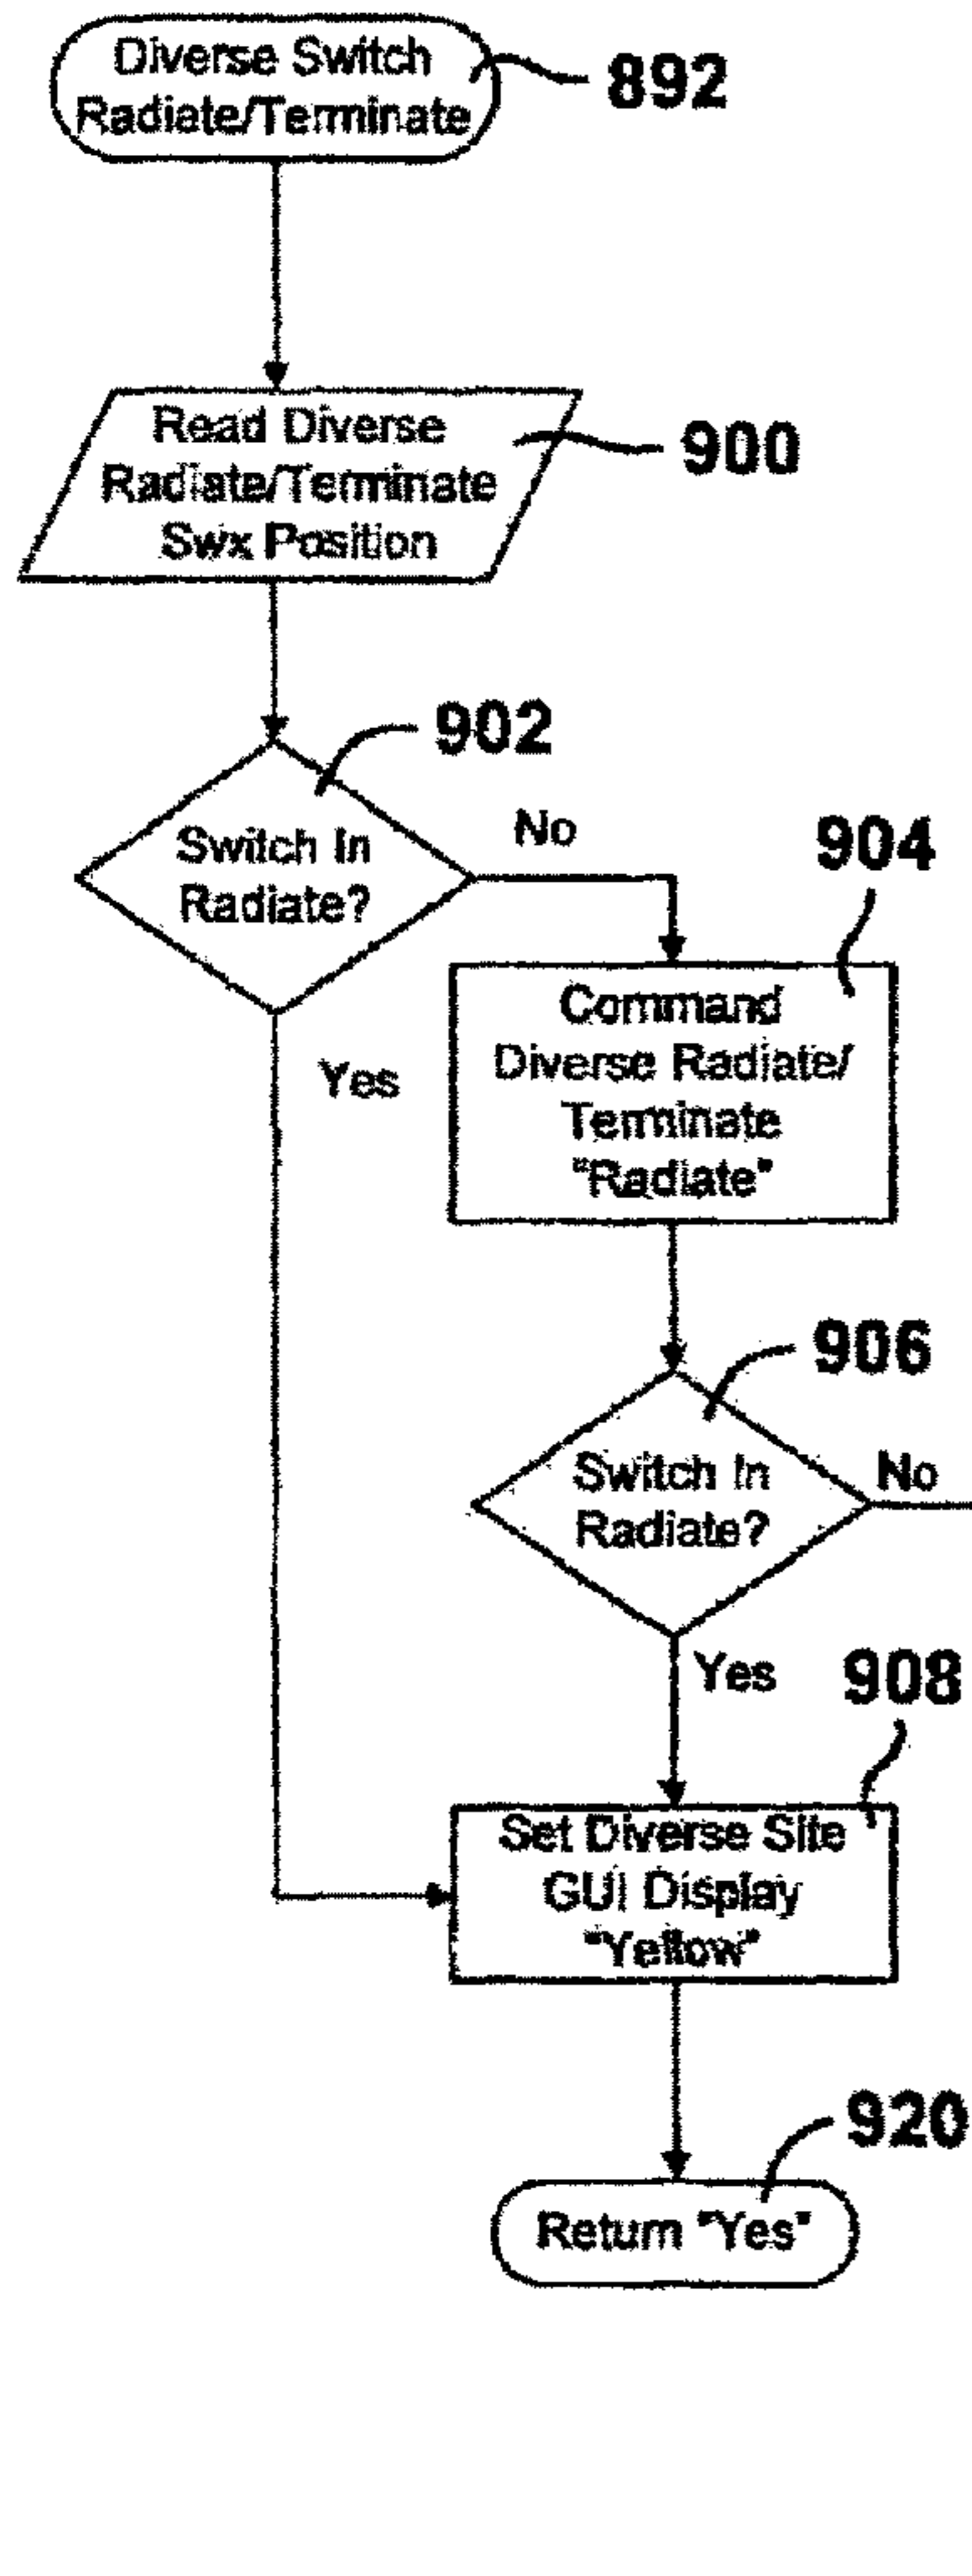 Diverse Switch
Radiate/Terminate
892
Read Diverse
Radiate/Terminate
Swx Position
900
902
Switch In
Radiate?
No
904
Yes
Command
Diverse Radiate/
Terminate
"Radiate"
906
Switch In
Radiate?
No
Yes
908
Set Diverse Site
GUI Display
"Yellow"
920
Return "Yes"